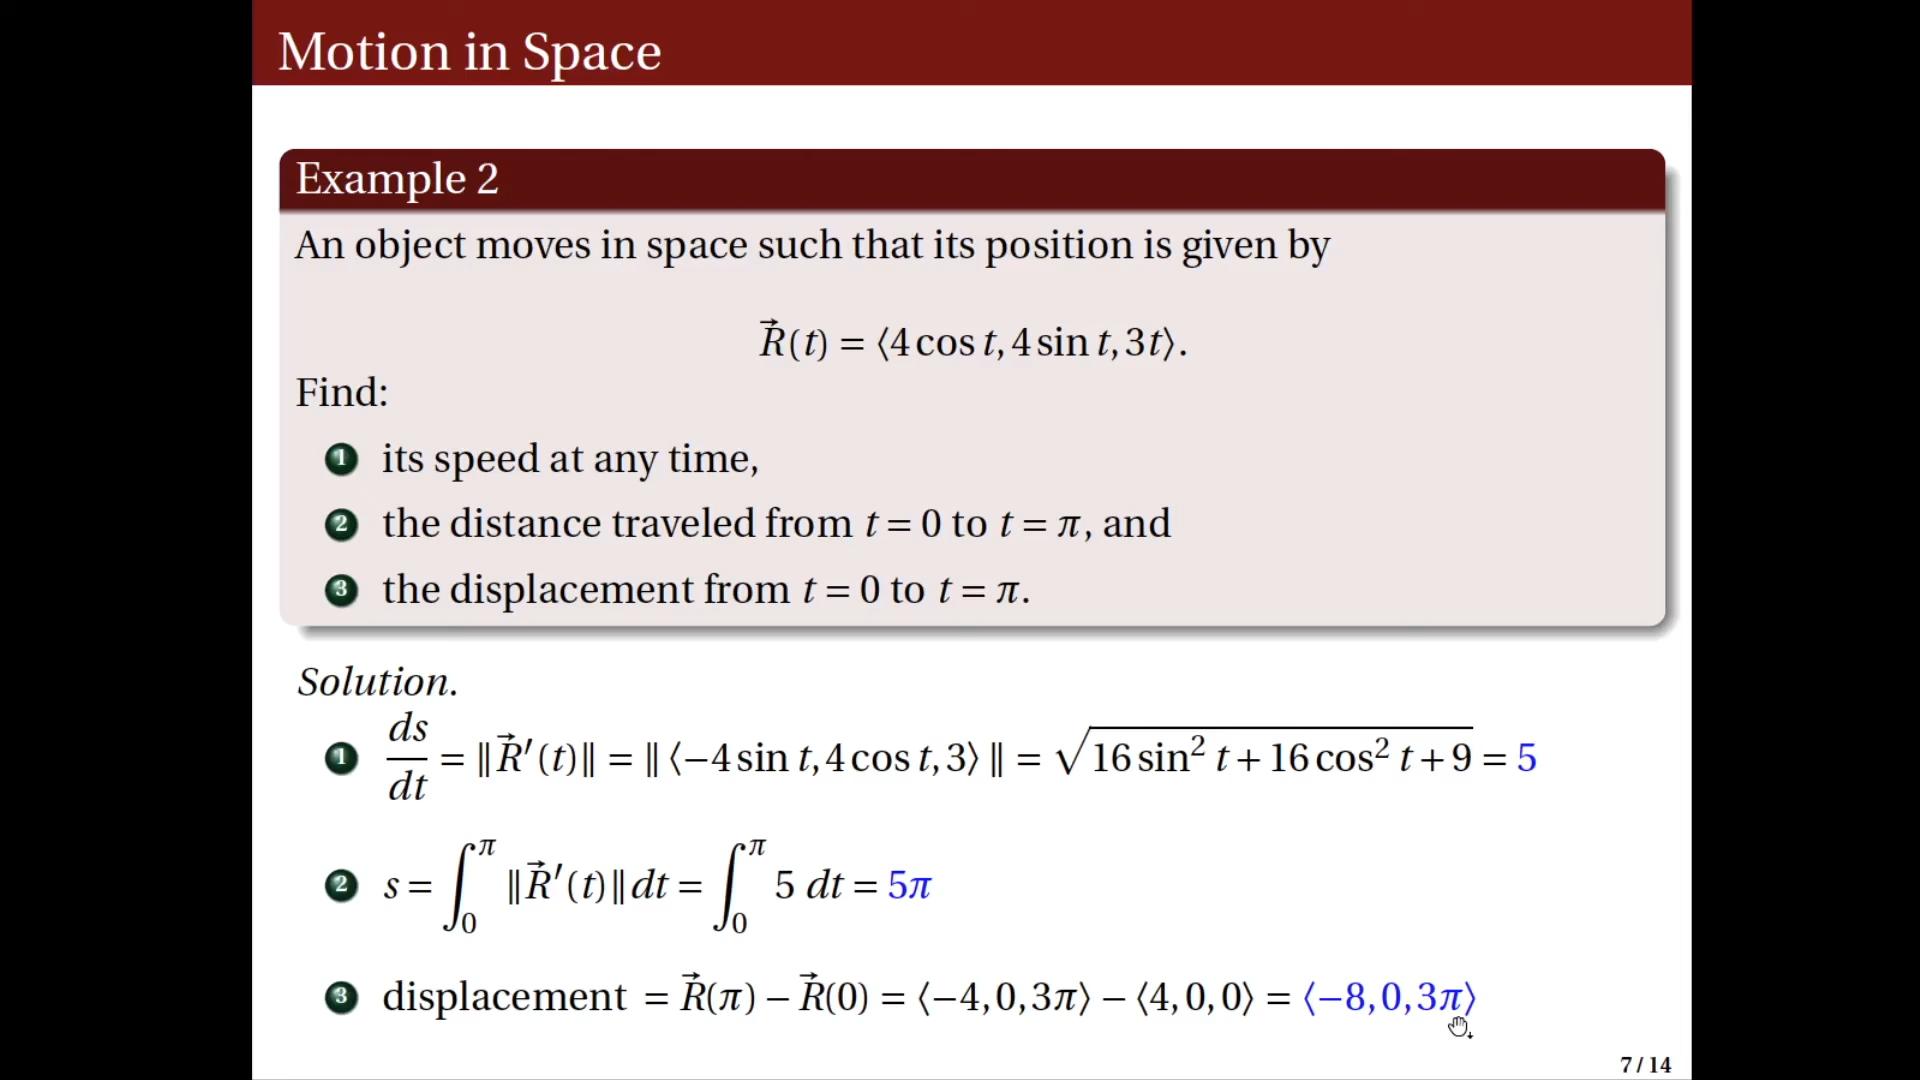 Motion in Space
Example 2
An object moves in space such that its position is given by
R⃗(t) = ⟨4 cos t, 4 sin t, 3t⟩.
Find:
1 its speed at any time,
2 the distance traveled from t = 0 to t = π, and
3 the displacement from t = 0 to t = π.
Solution.
1 ds/dt = ‖R⃗′(t)‖ = ‖⟨−4 sin t, 4 cos t, 3⟩‖ = √(16 sin² t + 16 cos² t + 9) = 5
2 s = ∫₀^π ‖R⃗′(t)‖ dt = ∫₀^π 5 dt = 5π
3 displacement = R⃗(π) − R⃗(0) = ⟨−4, 0, 3π⟩ − ⟨4, 0, 0⟩ = ⟨−8, 0, 3π⟩
7 / 14